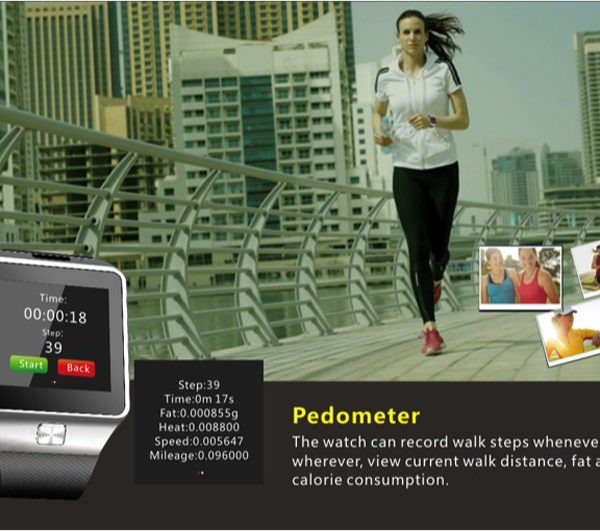 Time:
00:00:18
Step:
39
Start Back
Step:39
Time:0m 17s
Fat:0.000855g
Heat:0.008800
Speed:0.005647
Mileage:0.096000
Pedometer
The watch can record walk steps wheneve
wherever, view current walk distance, fat a
calorie consumption.